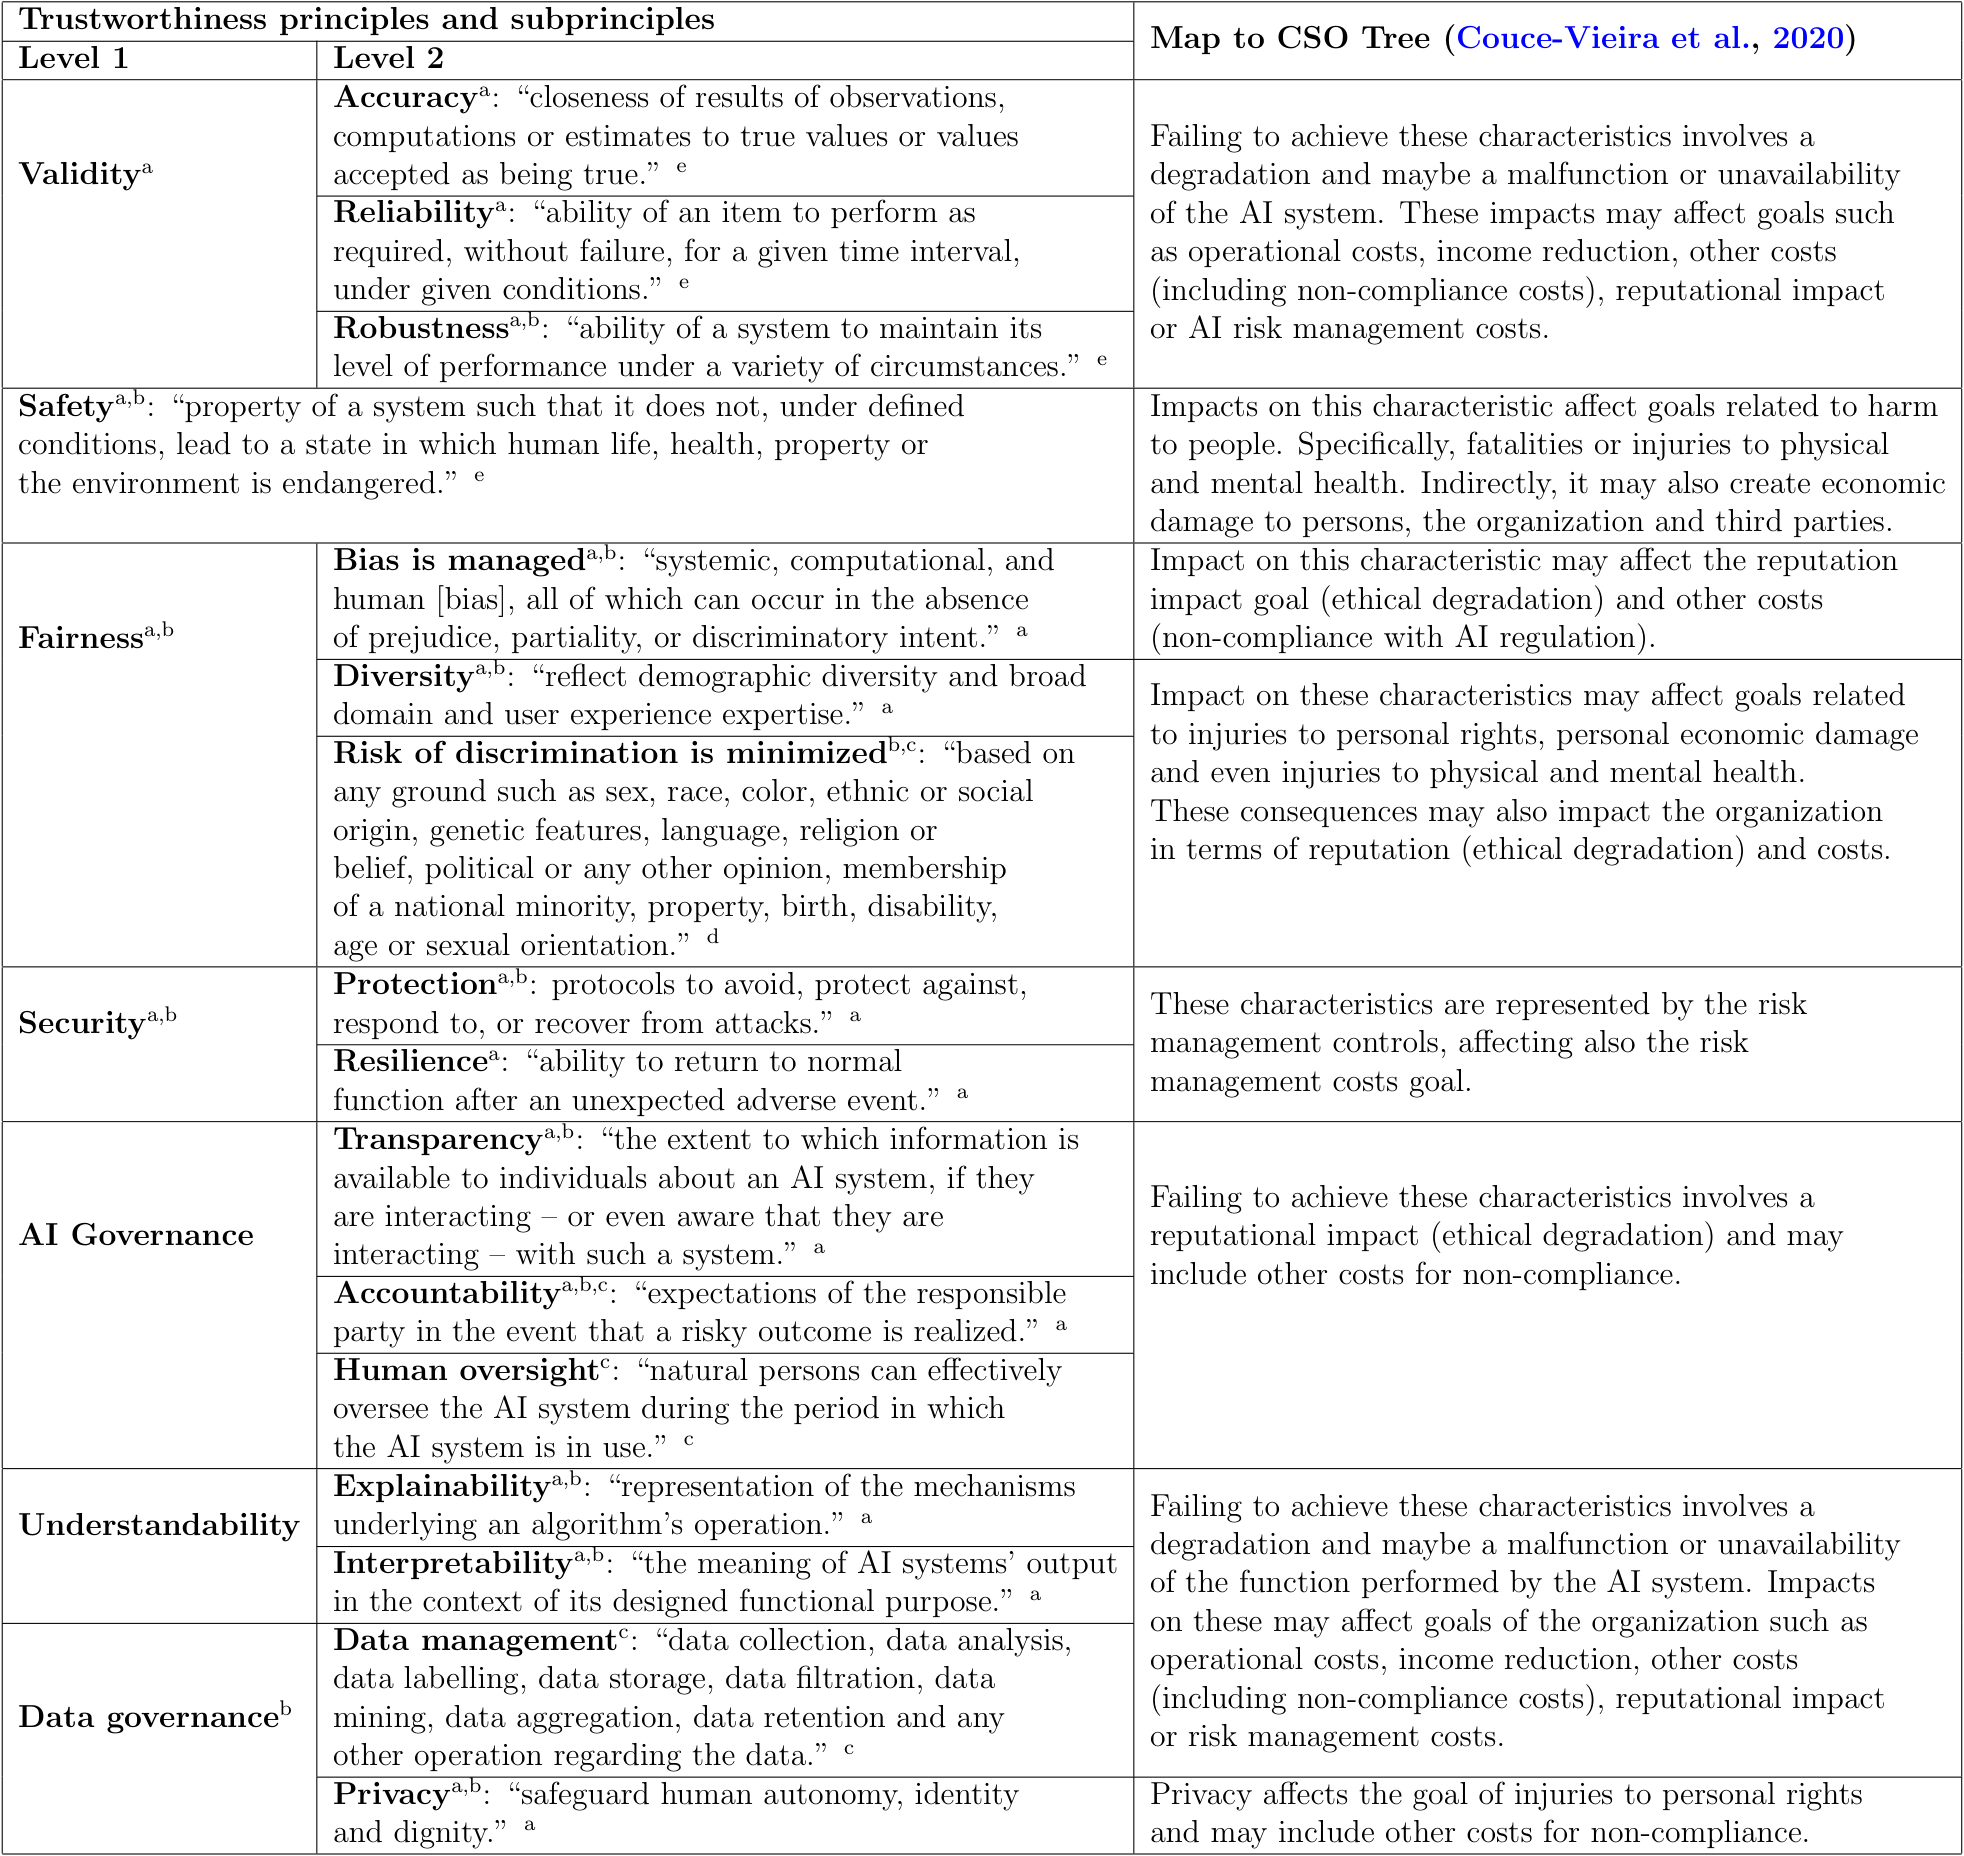 Trustworthiness principles and subprinciples
Map to CSO Tree (Couce-Vieira et al., 2020)
Level 1
Level 2
Validitya
Accuracya: “closeness of results of observations,
computations or estimates to true values or values
accepted as being true.” e
Reliabilitya: “ability of an item to perform as
required, without failure, for a given time interval,
under given conditions.” e
Robustnessa,b: “ability of a system to maintain its
level of performance under a variety of circumstances.” e
Failing to achieve these characteristics involves a
degradation and maybe a malfunction or unavailability
of the AI system. These impacts may affect goals such
as operational costs, income reduction, other costs
(including non-compliance costs), reputational impact
or AI risk management costs.
Safetya,b: “property of a system such that it does not, under defined
conditions, lead to a state in which human life, health, property or
the environment is endangered.” e
Impacts on this characteristic affect goals related to harm
to people. Specifically, fatalities or injuries to physical
and mental health. Indirectly, it may also create economic
damage to persons, the organization and third parties.
Fairnessa,b
Bias is manageda,b: “systemic, computational, and
human [bias], all of which can occur in the absence
of prejudice, partiality, or discriminatory intent.” a
Impact on this characteristic may affect the reputation
impact goal (ethical degradation) and other costs
(non-compliance with AI regulation).
Diversitya,b: “reflect demographic diversity and broad
domain and user experience expertise.” a
Risk of discrimination is minimizedb,c: “based on
any ground such as sex, race, color, ethnic or social
origin, genetic features, language, religion or
belief, political or any other opinion, membership
of a national minority, property, birth, disability,
age or sexual orientation.” d
Impact on these characteristics may affect goals related
to injuries to personal rights, personal economic damage
and even injuries to physical and mental health.
These consequences may also impact the organization
in terms of reputation (ethical degradation) and costs.
Securitya,b
Protectiona,b: protocols to avoid, protect against,
respond to, or recover from attacks.” a
Resiliencea: “ability to return to normal
function after an unexpected adverse event.” a
These characteristics are represented by the risk
management controls, affecting also the risk
management costs goal.
AI Governance
Transparencya,b: “the extent to which information is
available to individuals about an AI system, if they
are interacting – or even aware that they are
interacting – with such a system.” a
Accountabilitya,b,c: “expectations of the responsible
party in the event that a risky outcome is realized.” a
Human oversightc: “natural persons can effectively
oversee the AI system during the period in which
the AI system is in use.” c
Failing to achieve these characteristics involves a
reputational impact (ethical degradation) and may
include other costs for non-compliance.
Understandability
Explainabilitya,b: “representation of the mechanisms
underlying an algorithm’s operation.” a
Interpretabilitya,b: “the meaning of AI systems’ output
in the context of its designed functional purpose.” a
Failing to achieve these characteristics involves a
degradation and maybe a malfunction or unavailability
of the function performed by the AI system. Impacts
on these may affect goals of the organization such as
operational costs, income reduction, other costs
(including non-compliance costs), reputational impact
or risk management costs.
Data governanceb
Data managementc: “data collection, data analysis,
data labelling, data storage, data filtration, data
mining, data aggregation, data retention and any
other operation regarding the data.” c
Privacya,b: “safeguard human autonomy, identity
and dignity.” a
Privacy affects the goal of injuries to personal rights
and may include other costs for non-compliance.